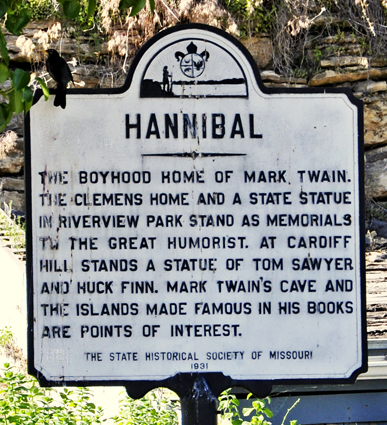 HANNIBAL
THE BOYHOOD HOME OF MARK TWAIN.
THE CLEMENS HOME AND A STATE STATUE
IN RIVERVIEW PARK STAND AS MEMORIALS
TO THE GREAT HUMORIST. AT CARDIFF
HILL STANDS A STATUE OF TOM SAWYER
AND HUCK FINN. MARK TWAIN'S CAVE AND
THE ISLANDS MADE FAMOUS IN HIS BOOKS
ARE POINTS OF INTEREST.
THE STATE HISTORICAL SOCIETY OF MISSOURI
1931